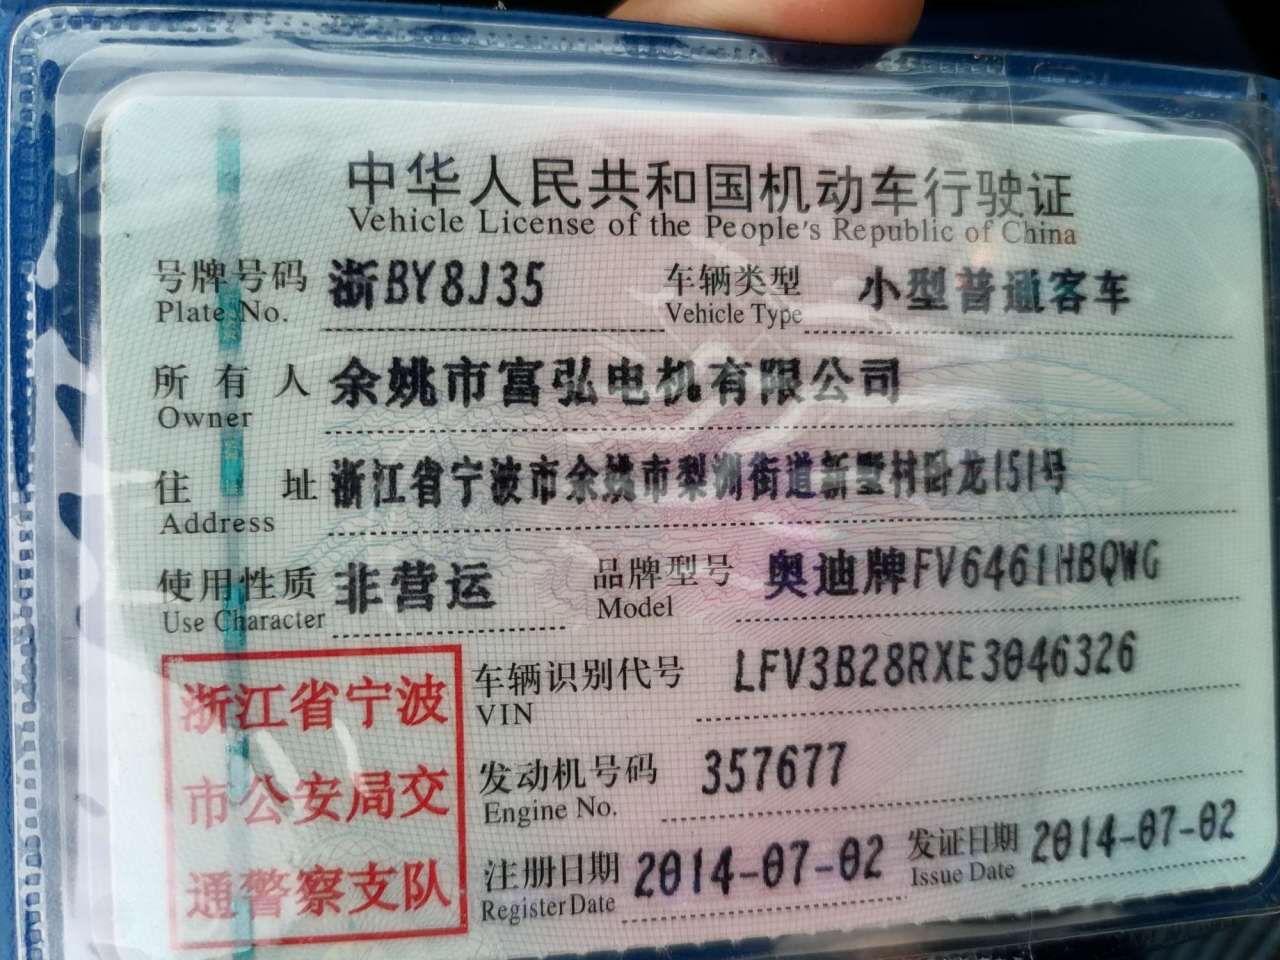 中华人民共和国机动车行驶证
Vehicle License of the People's Republic of China
号牌号码 浙BY8J35 车辆类型 小型普通客车
Plate No. Vehicle Type
所有人 余姚市富弘电机有限公司
Owner
住址 浙江省宁波市余姚市梨洲街道新墅村卧龙151号
Address
使用性质 非营运 品牌型号 奥迪牌FV6461HBQWG
Use Character Model
车辆识别代号 LFV3B28RXE3046326
VIN
发动机号码 357677
Engine No.
注册日期 2014-07-02 发证日期 2014-07-02
Register Date Issue Date
浙江省宁波
市公安局交
通警察支队